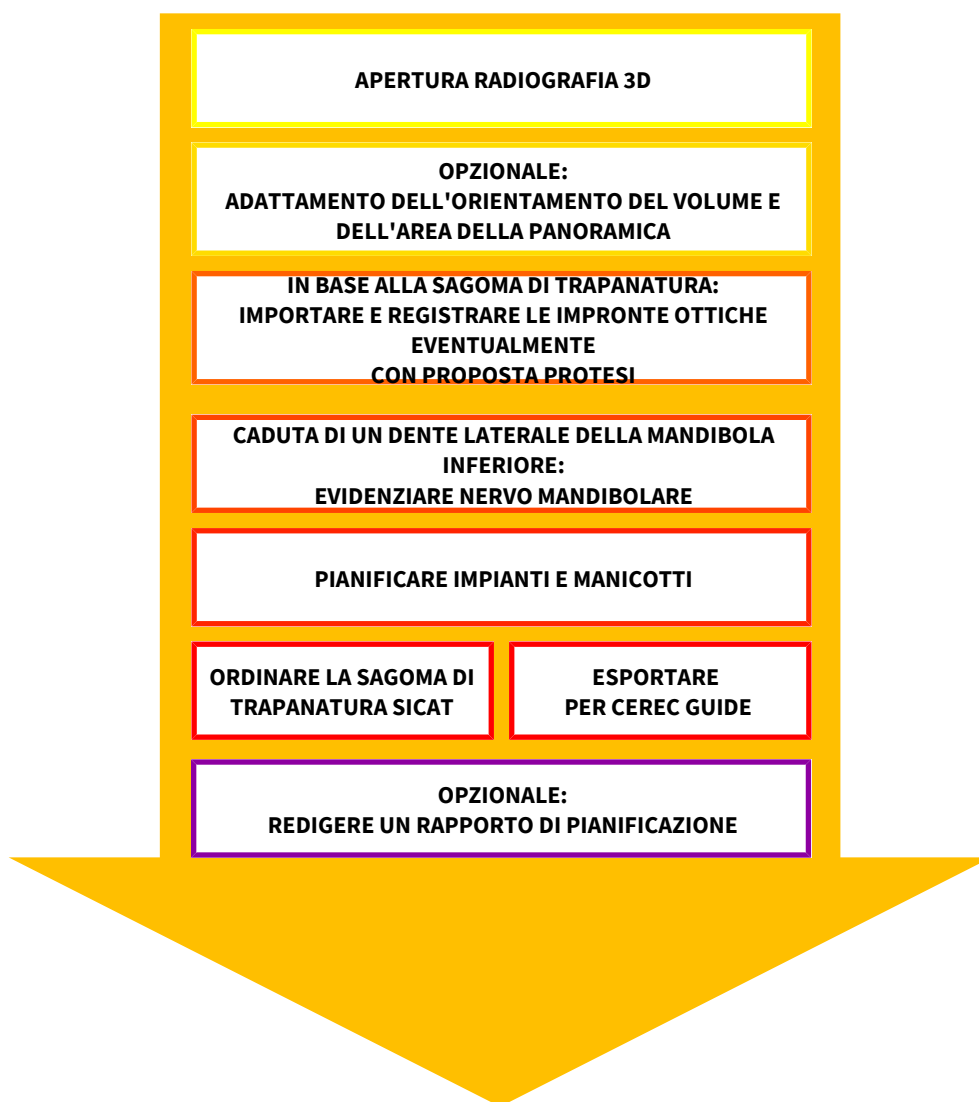 APERTURA RADIOGRAFIA 3D
OPZIONALE:
ADATTAMENTO DELL'ORIENTAMENTO DEL VOLUME E
DELL'AREA DELLA PANORAMICA
IN BASE ALLA SAGOMA DI TRAPANATURA:
IMPORTARE E REGISTRARE LE IMPRONTE OTTICHE
EVENTUALMENTE
CON PROPOSTA PROTESI
CADUTA DI UN DENTE LATERALE DELLA MANDIBOLA
INFERIORE:
EVIDENZIARE NERVO MANDIBOLARE
PIANIFICARE IMPIANTI E MANICOTTI
ORDINARE LA SAGOMA DI
TRAPANATURA SICAT
ESPORTARE
PER CEREC GUIDE
OPZIONALE:
REDIGERE UN RAPPORTO DI PIANIFICAZIONE